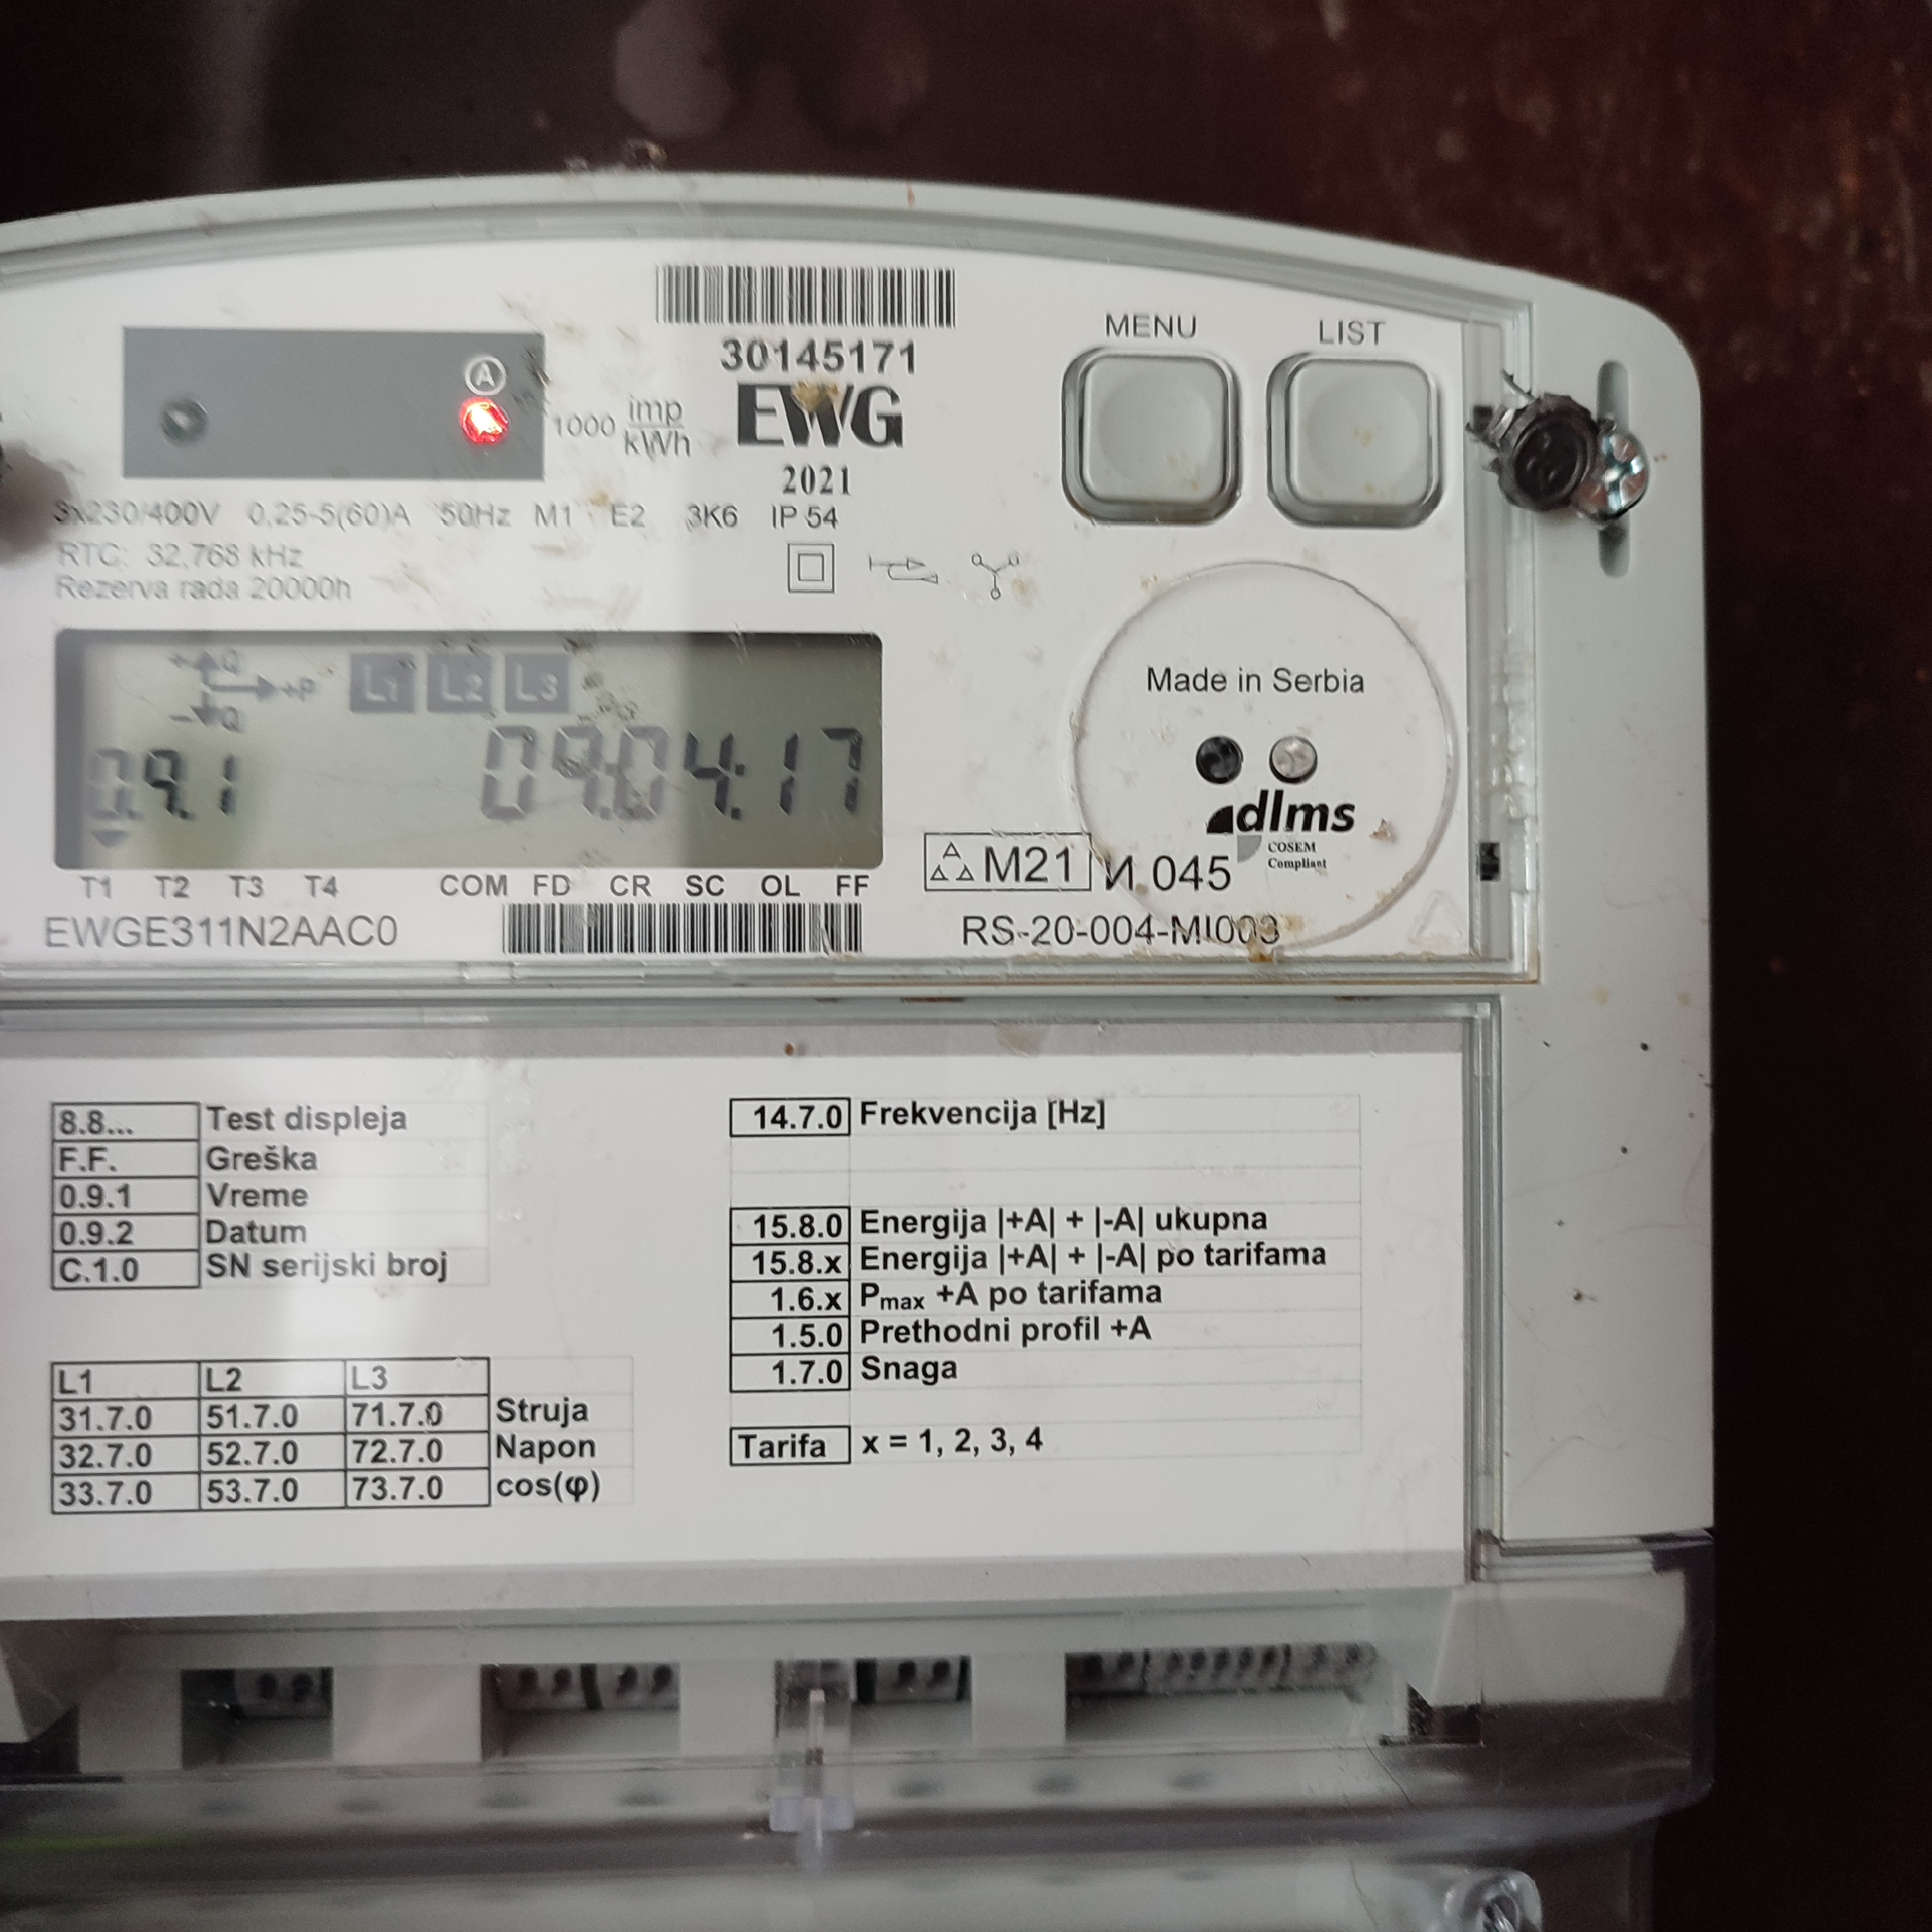 30145171
MENU
LIST
A
1000 imp/kWh
EWG
2021
3x230/400V 0,25-5(60)A 50Hz M1 E2 3K6 IP 54
RTC: 32,768 kHz
Rezerva rada 20000h
+Q
+P
-Q
L1 L2 L3
0.9.1 09:04:17
T1 T2 T3 T4 COM FD CR SC OL FF
EWGE311N2AAC0
Made in Serbia
dlms
COSEM
Compliant
M21 И 045
RS-20-004-MI003
8.8... Test displeja
F.F. Greška
0.9.1 Vreme
0.9.2 Datum
C.1.0 SN serijski broj
L1 L2 L3
31.7.0 51.7.0 71.7.0 Struja
32.7.0 52.7.0 72.7.0 Napon
33.7.0 53.7.0 73.7.0 cos(φ)
14.7.0 Frekvencija [Hz]
15.8.0 Energija |+A| + |-A| ukupna
15.8.x Energija |+A| + |-A| po tarifama
1.6.x Pmax +A po tarifama
1.5.0 Prethodni profil +A
1.7.0 Snaga
Tarifa x = 1, 2, 3, 4